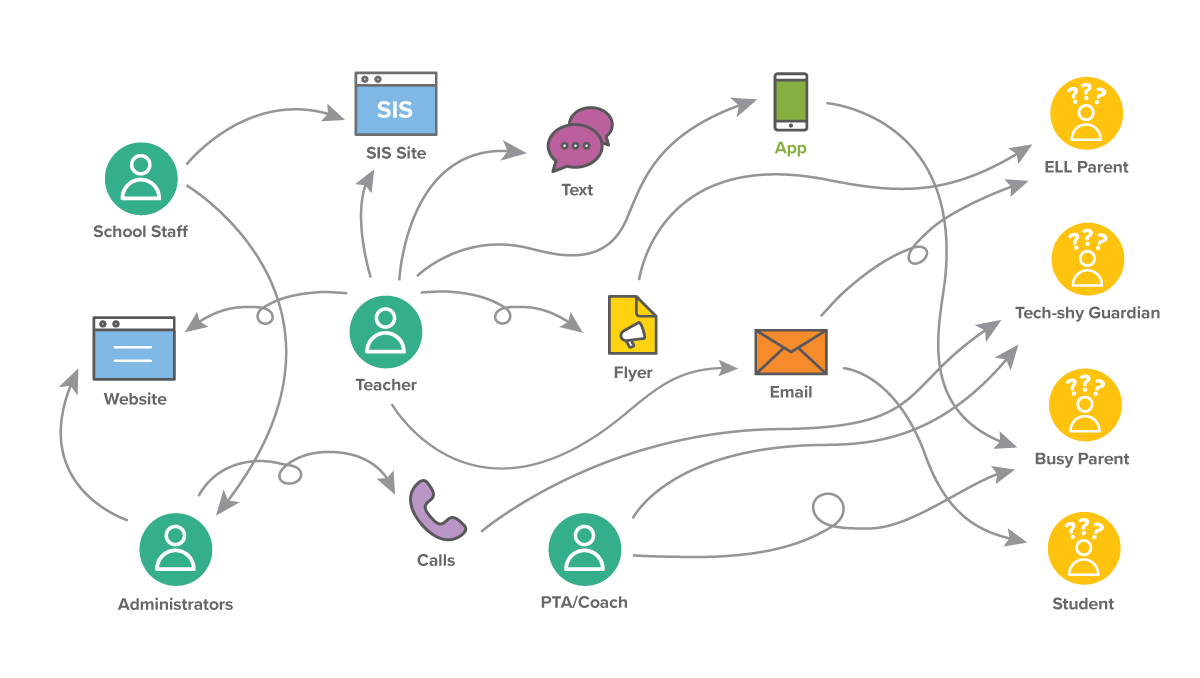 SIS
SIS Site
Text
App
? ? ?
ELL Parent
School Staff
? ? ?
Tech-shy Guardian
Website
Teacher
Flyer
Email
? ? ?
Busy Parent
Calls
Administrators
PTA/Coach
? ? ?
Student